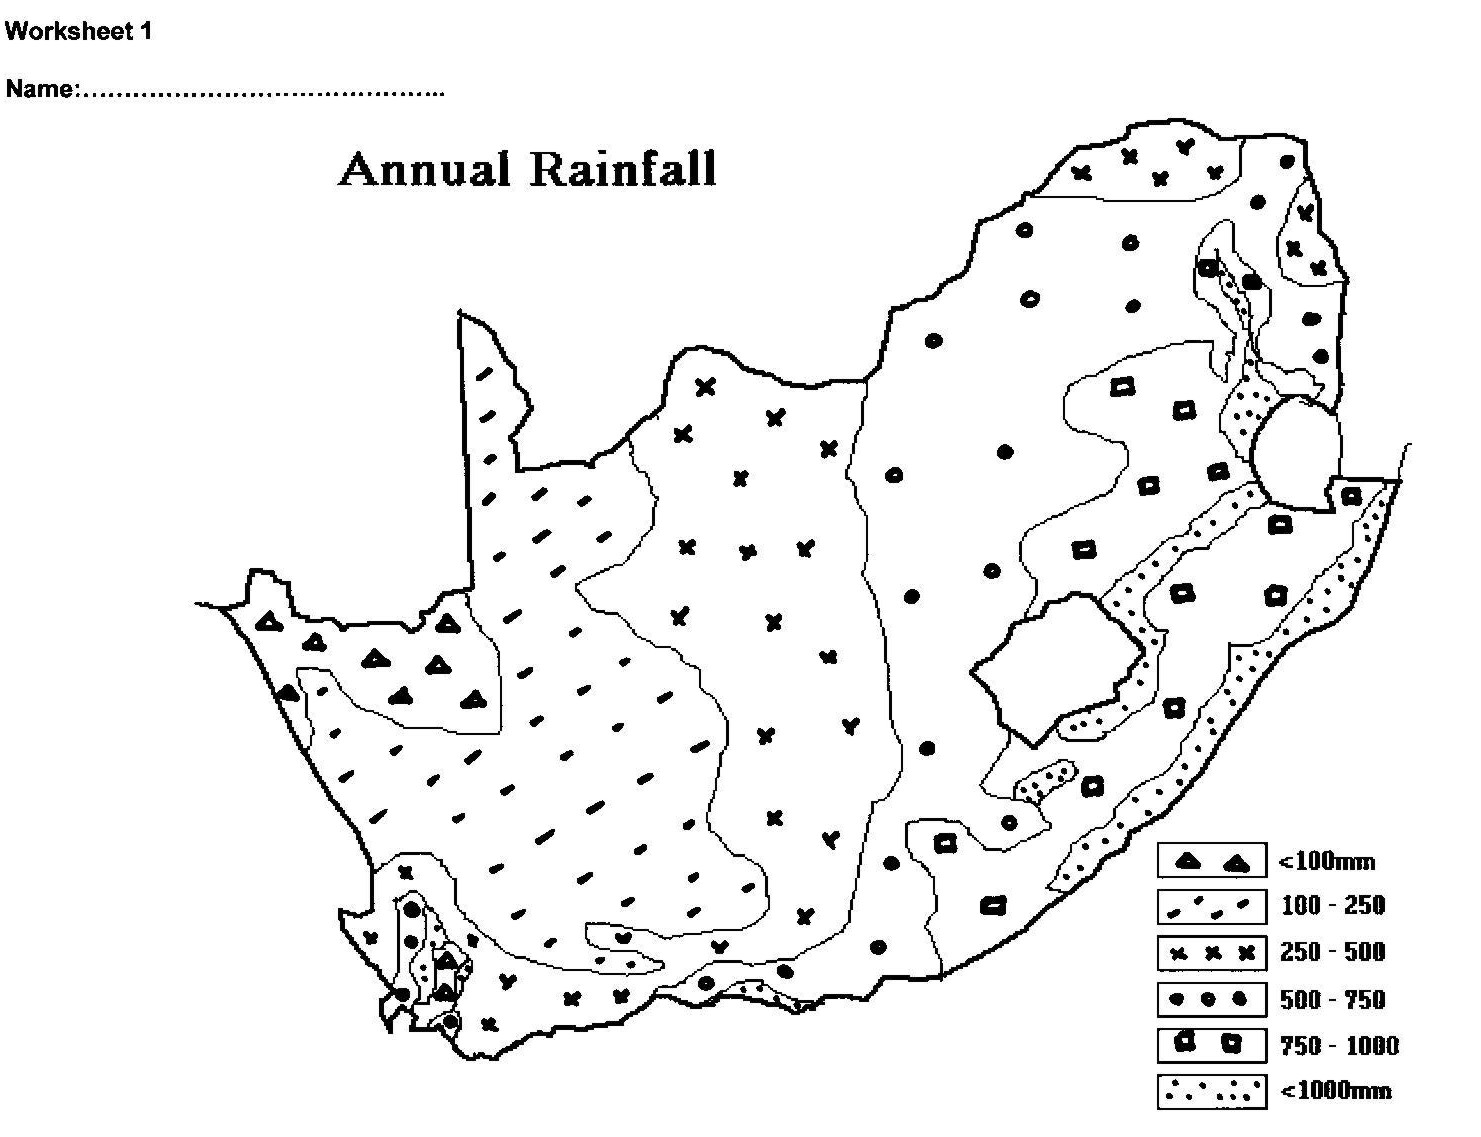 Worksheet 1
Name:................................................
Annual Rainfall
<100mm
100 - 250
250 - 500
500 - 750
750 - 1000
<1000mm